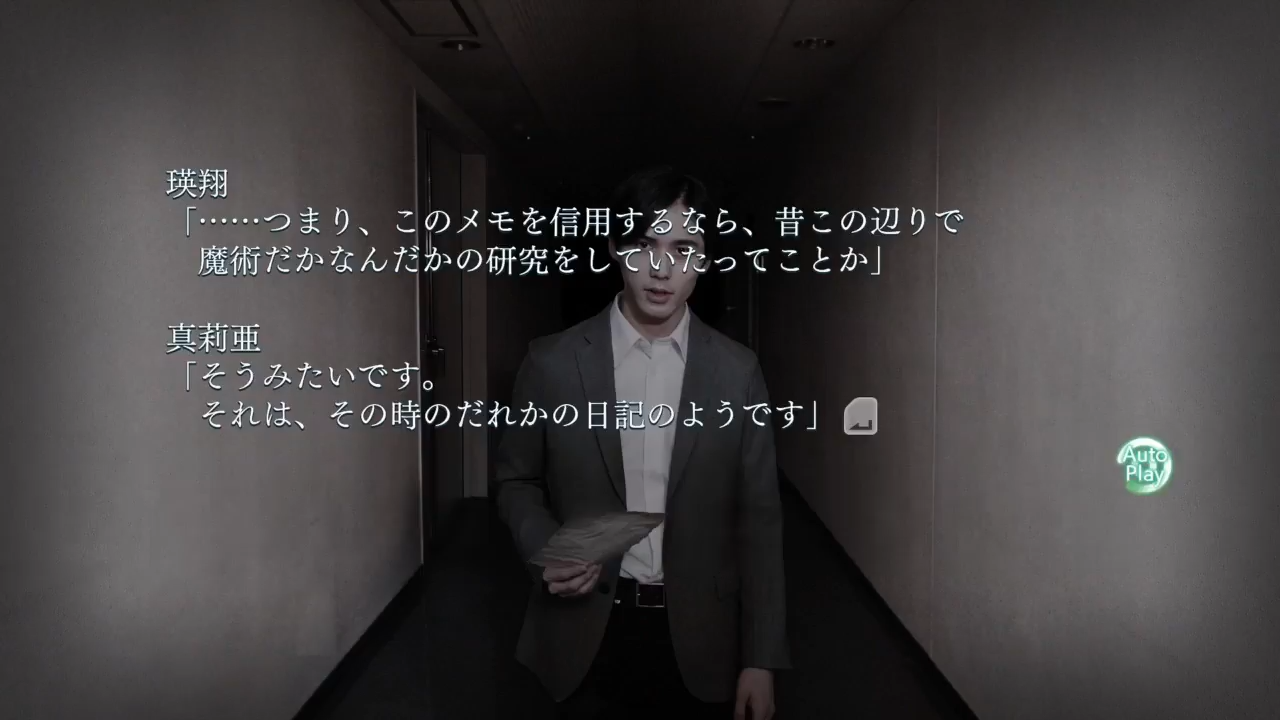 瑛翔
「……つまり、このメモを信用するなら、昔この辺りで
魔術だかなんだかの研究をしていたってことか」
真莉亜
「そうみたいです。
それは、その時のだれかの日記のようです」
Auto
Play